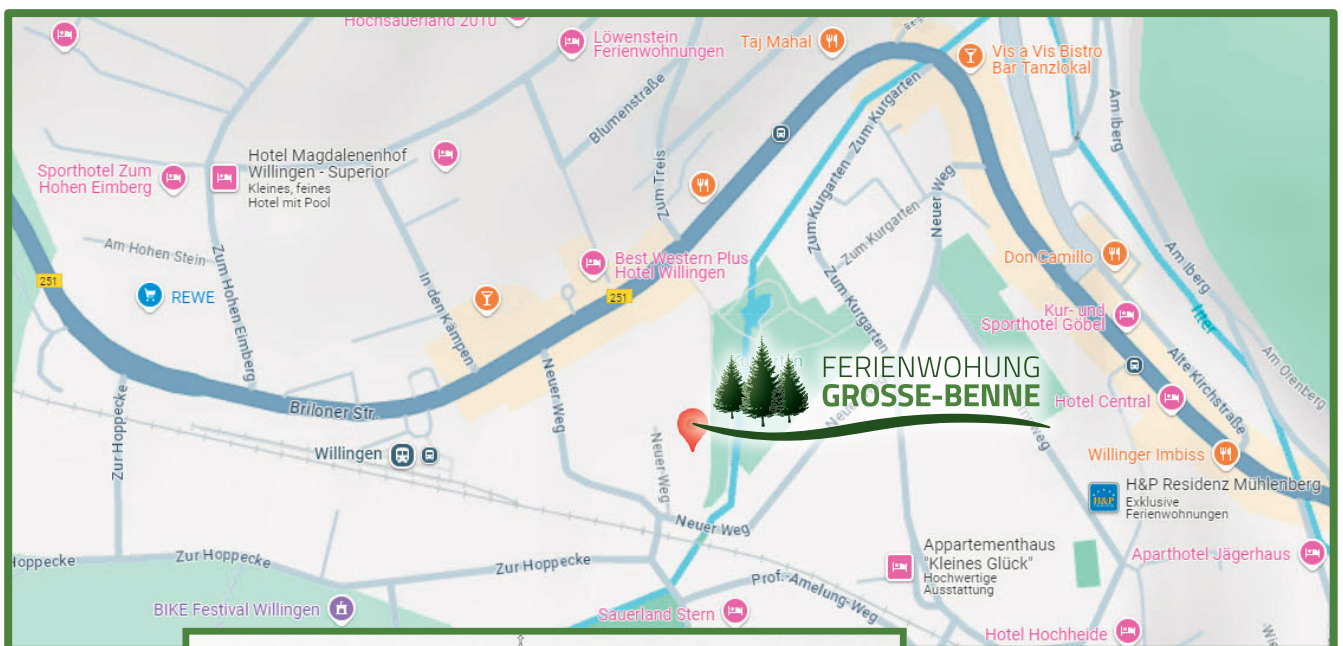 Hochsauerland 2010
Löwenstein
Ferienwohnungen
Taj Mahal
Vis a Vis Bistro
Bar Tanzlokal
Blumenstraße
Zum Kurgarten
Am Iberg
Sporthotel Zum
Hohen Eimberg
Hotel Magdalenenhof
Willingen - Superior
Kleines, feines
Hotel mit Pool
Zum Treis
Zum Kurgarten
Zum Kurgarten
Neuer Weg
Am Hohen Stein
Zum Hohen Eimberg
In den Kämpen
Best Western Plus
Hotel Willingen
Zum Kurgarten
Don Camillo
Am Iberg
251
REWE
251
Kur- und
Sporthotel Göbel
Itter
Am Orenberg
Alte Kirchstraße
FERIENWOHUNG
GROSSE-BENNE
Neuer Weg
Briloner Str.
Zur Hoppecke
Hotel Central
Willingen
Neuer Weg
Willinger Imbiss
H&P
H&P Residenz Mühlenberg
Exklusive
Ferienwohnungen
Neuer Weg
Hoppecke
Zur Hoppecke
Zur Hoppecke
Appartementhaus
"Kleines Glück"
Hochwertige
Ausstattung
Aparthotel Jägerhaus
Prof.-Amelung-Weg
BIKE Festival Willingen
Sauerland Stern
Hotel Hochheide